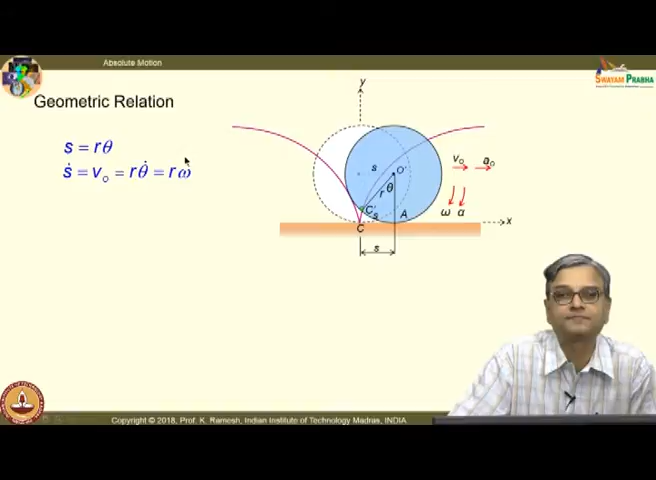 Absolute Motion
SWAYAM PRABHA
Geometric Relation
s = rθ
ṡ = v₀ = rθ̇ = rω
y
s
O'
r θ
C'
s
A
C
x
s
v₀ a₀
ω α
Copyright © 2018, Prof. K. Ramesh, Indian Institute of Technology Madras, INDIA